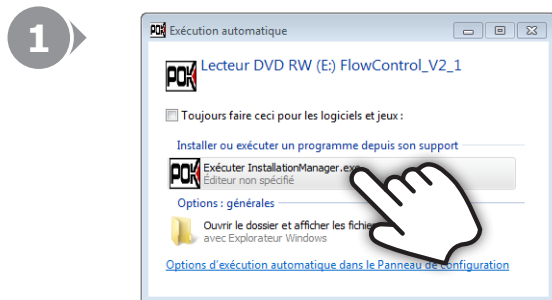 1
POK Exécution automatique
POK Lecteur DVD RW (E:) FlowControl_V2_1
Toujours faire ceci pour les logiciels et jeux :
Installer ou exécuter un programme depuis son support
POK Exécuter InstallationManager.exe
Éditeur non spécifié
Options : générales
Ouvrir le dossier et afficher les
avec Explorateur Windows
Options d'exécution automatique dans le Panneau de configuration